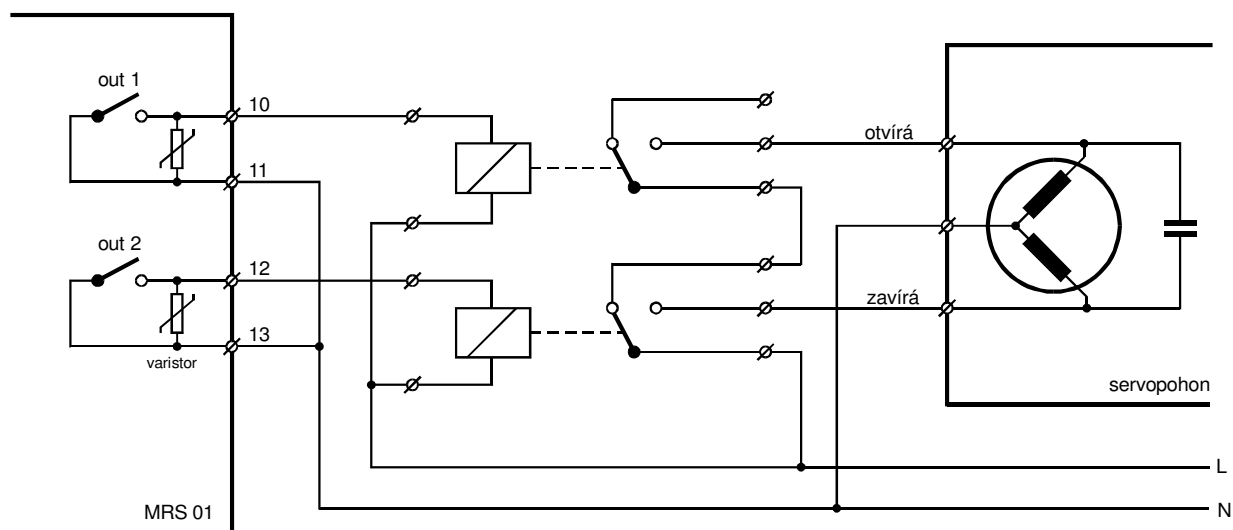 out 1
10
11
out 2
12
13
varistor
MRS 01
otvírá
zavírá
servopohon
L
N